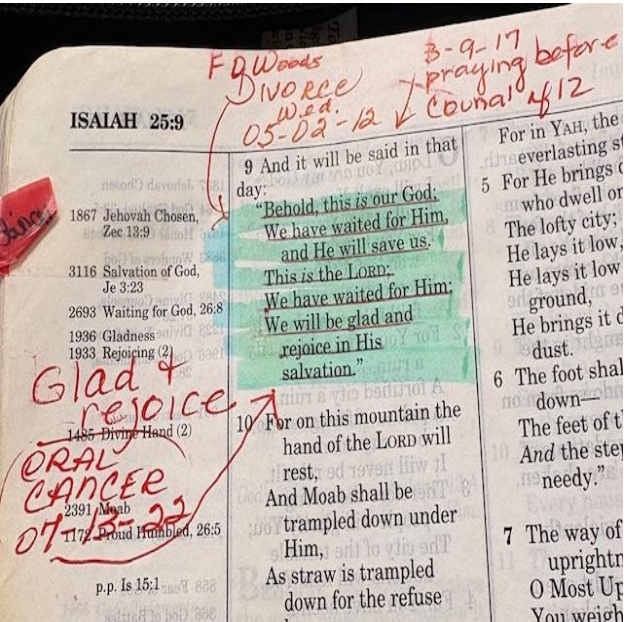 F D Woods
DIVORCE
Wed.
05-02-12
3-9-17
praying before
Counal of 12
ISAIAH 25:9
1867 Jehovah Chosen,
Zec 13:9
3116 Salvation of God,
Je 3:23
2693 Waiting for God, 26:8
1936 Gladness
1933 Rejoicing (2)
Glad +
rejoice
1485 Divine Hand (2)
ORAL
CANCER
2391 Moab
07-13-22
1172 Proud Humbled, 26:5
p.p. Is 15:1
9 And it will be said in that
day:
“Behold, this is our God;
We have waited for Him,
and He will save us.
This is the LORD;
We have waited for Him;
We will be glad and
rejoice in His
salvation.”
10 For on this mountain the
hand of the LORD will
rest,
And Moab shall be
trampled down under
Him,
As straw is trampled
down for the refuse
For in YAH, the
everlasting
5 For He brings
who dwell
The lofty city;
He lays it low,
He lays it low
ground,
He brings it
dust.
6 The foot
down—
The feet of
And the
needy.”
7 The way of
O Most
You